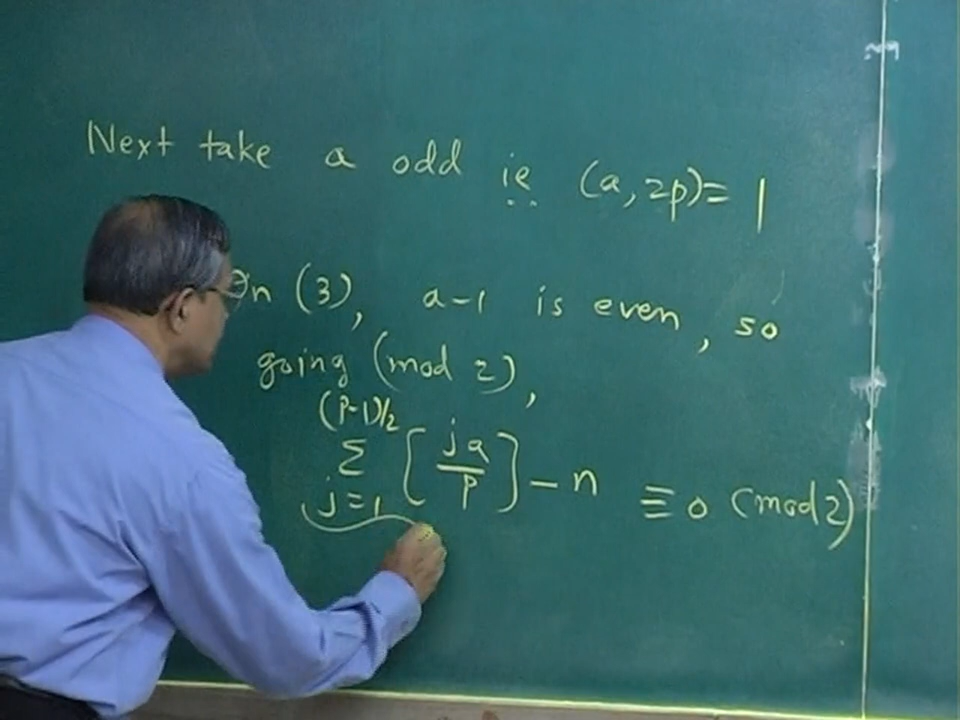 Next take a odd ie (a, 2p) = 1
In (3), a-1 is even, so
going (mod 2),
(p-1)/2
Σ [ja/p] - n ≡ 0 (mod 2)
j=1